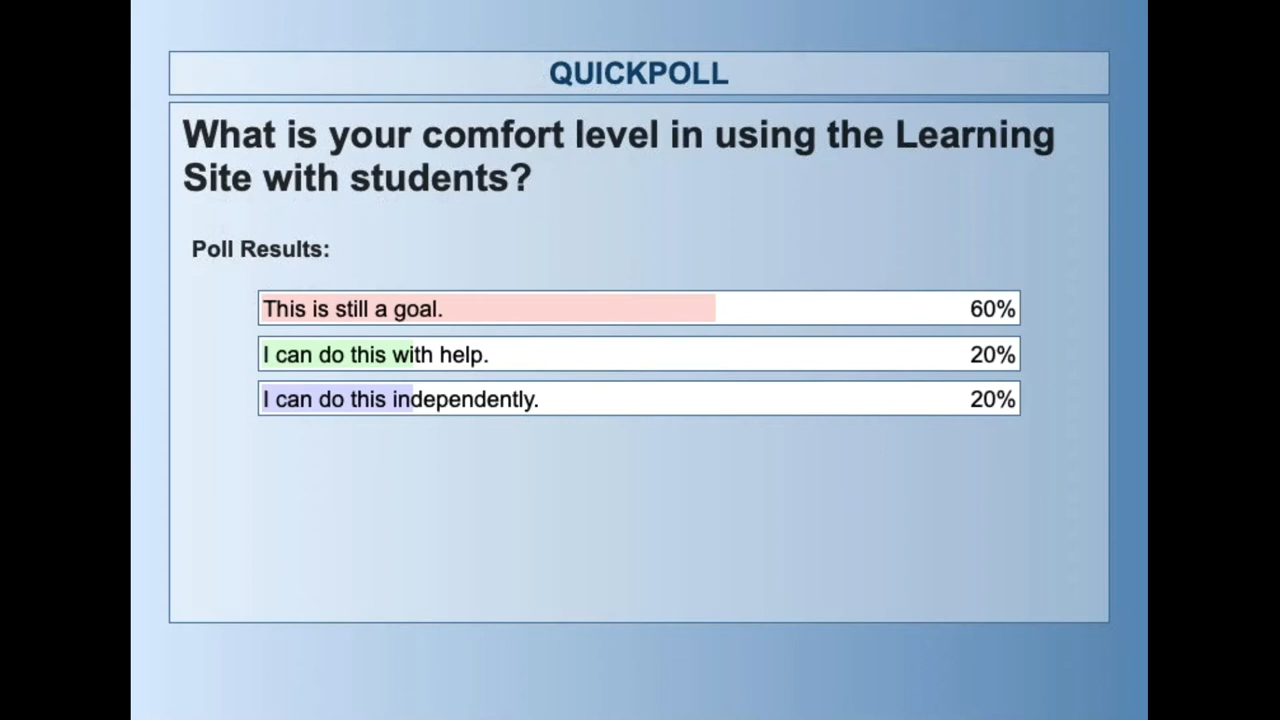 QUICKPOLL
What is your comfort level in using the Learning
Site with students?
Poll Results:
This is still a goal. 60%
I can do this with help. 20%
I can do this independently. 20%